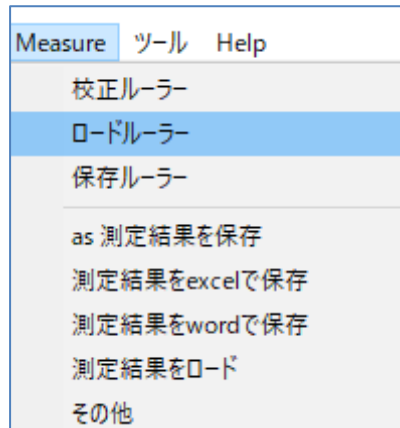 Measure ツール Help
校正ルーラー
ロードルーラー
保存ルーラー
as 測定結果を保存
測定結果をexcelで保存
測定結果をwordで保存
測定結果をロード
その他